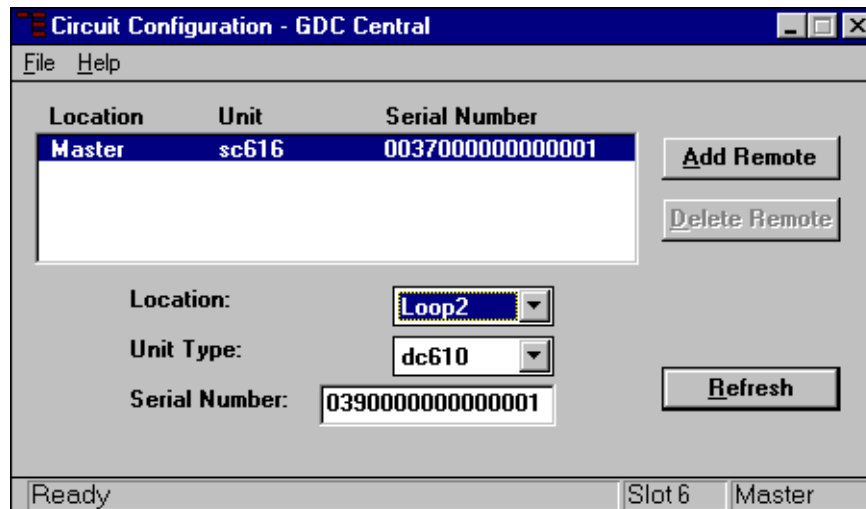 Circuit Configuration - GDC Central
File Help
Location Unit Serial Number
Master sc616 0037000000000001
Add Remote
Delete Remote
Location: Loop2
Unit Type: dc610
Serial Number: 0390000000000001
Refresh
Ready Slot 6 Master